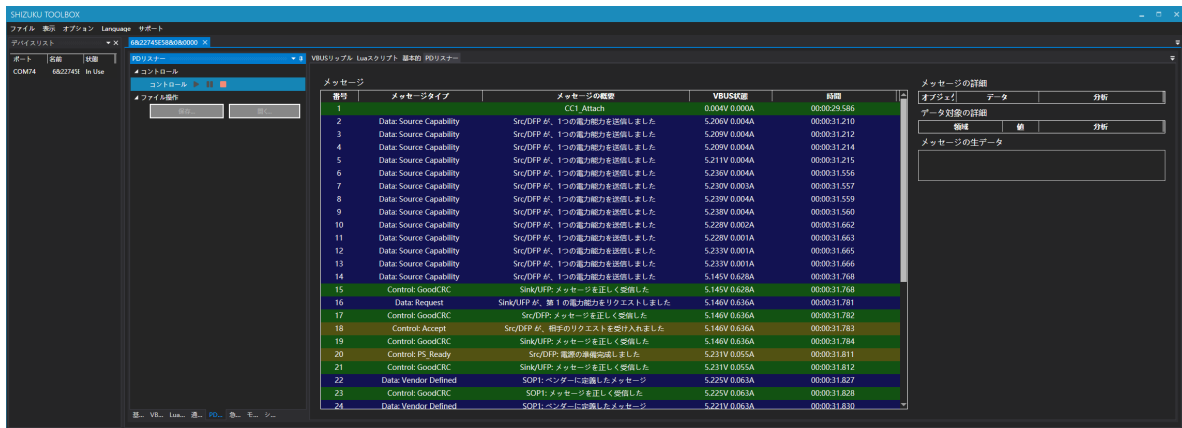 SHIZUKU TOOLBOX
ファイル 表示 オプション Language サポート
デバイスリスト
6&22745E58&0&0000
ポート 名前 状態
COM74 6&22745E In Use
PDリスナー
コントロール
コントロール
ファイル操作
保存... 開く...
VBUSリップル Luaスクリプト 基本的 PDリスナー
メッセージ
番号 メッセージタイプ メッセージの概要 VBUS状態 時間
1 CC1_Attach 0.004V 0.000A 00:00:29.586
2 Data: Source Capability Src/DFP が、1つの電力能力を送信しました 5.206V 0.004A 00:00:31.210
3 Data: Source Capability Src/DFP が、1つの電力能力を送信しました 5.209V 0.004A 00:00:31.212
4 Data: Source Capability Src/DFP が、1つの電力能力を送信しました 5.209V 0.004A 00:00:31.214
5 Data: Source Capability Src/DFP が、1つの電力能力を送信しました 5.211V 0.004A 00:00:31.215
6 Data: Source Capability Src/DFP が、1つの電力能力を送信しました 5.236V 0.004A 00:00:31.556
7 Data: Source Capability Src/DFP が、1つの電力能力を送信しました 5.230V 0.003A 00:00:31.557
8 Data: Source Capability Src/DFP が、1つの電力能力を送信しました 5.239V 0.004A 00:00:31.559
9 Data: Source Capability Src/DFP が、1つの電力能力を送信しました 5.238V 0.004A 00:00:31.560
10 Data: Source Capability Src/DFP が、1つの電力能力を送信しました 5.228V 0.002A 00:00:31.662
11 Data: Source Capability Src/DFP が、1つの電力能力を送信しました 5.228V 0.001A 00:00:31.663
12 Data: Source Capability Src/DFP が、1つの電力能力を送信しました 5.233V 0.001A 00:00:31.665
13 Data: Source Capability Src/DFP が、1つの電力能力を送信しました 5.233V 0.001A 00:00:31.666
14 Data: Source Capability Src/DFP が、1つの電力能力を送信しました 5.145V 0.628A 00:00:31.768
15 Control: GoodCRC Sink/UFP: メッセージを正しく受信した 5.145V 0.628A 00:00:31.768
16 Data: Request Sink/UFP が、第 1 の電力能力をリクエストしました 5.146V 0.636A 00:00:31.781
17 Control: GoodCRC Src/DFP: メッセージを正しく受信した 5.146V 0.636A 00:00:31.782
18 Control: Accept Src/DFP が、相手のリクエストを受け入れました 5.146V 0.636A 00:00:31.783
19 Control: GoodCRC Sink/UFP: メッセージを正しく受信した 5.146V 0.636A 00:00:31.784
20 Control: PS_Ready Src/DFP: 電源の準備完成しました 5.231V 0.055A 00:00:31.811
21 Control: GoodCRC Sink/UFP: メッセージを正しく受信した 5.231V 0.055A 00:00:31.812
22 Data: Vendor Defined SOP1: ベンダーに定義したメッセージ 5.225V 0.063A 00:00:31.827
23 Control: GoodCRC SOP1: メッセージを正しく受信した 5.225V 0.063A 00:00:31.828
24 Data: Vendor Defined SOP1: ベンダーに定義したメッセージ 5.221V 0.063A 00:00:31.830
メッセージの詳細
オブジェク データ 分析
データ対象の詳細
領域 値 分析
メッセージの生データ
基... VB... Lua... 通... PD... 急... モ... シ...